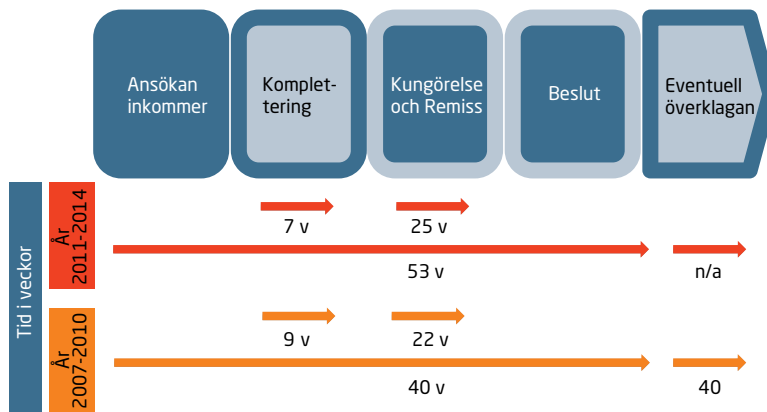 Ansökan
inkommer
Komplet-
tering
Kungörelse
och Remiss
Beslut
Eventuell
överklagan
Tid i veckor
År
2011-2014
7 v
25 v
53 v
n/a
År
2007-2010
9 v
22 v
40 v
40